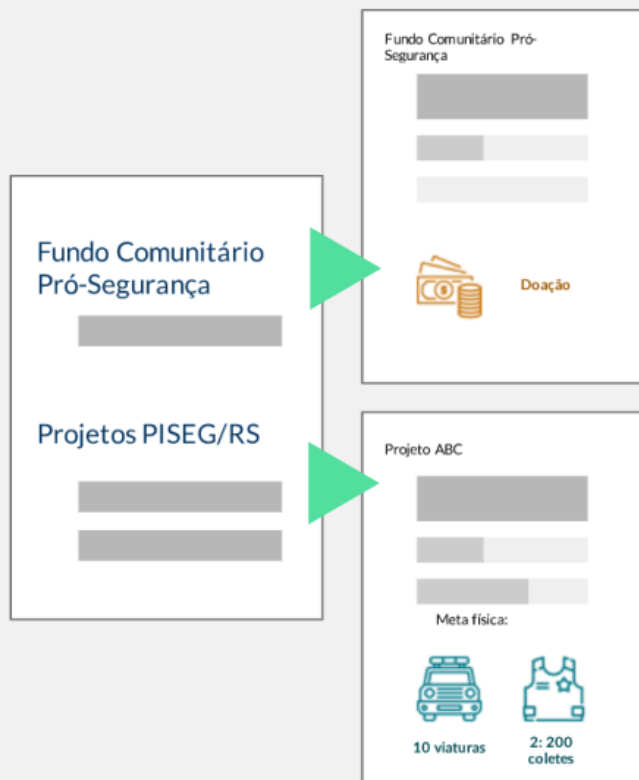 Fundo Comunitário
Pró-Segurança
Projetos PISEG/RS
Fundo Comunitário Pró-
Segurança
Doação
Projeto ABC
Meta física:
10 viaturas
2: 200
coletes